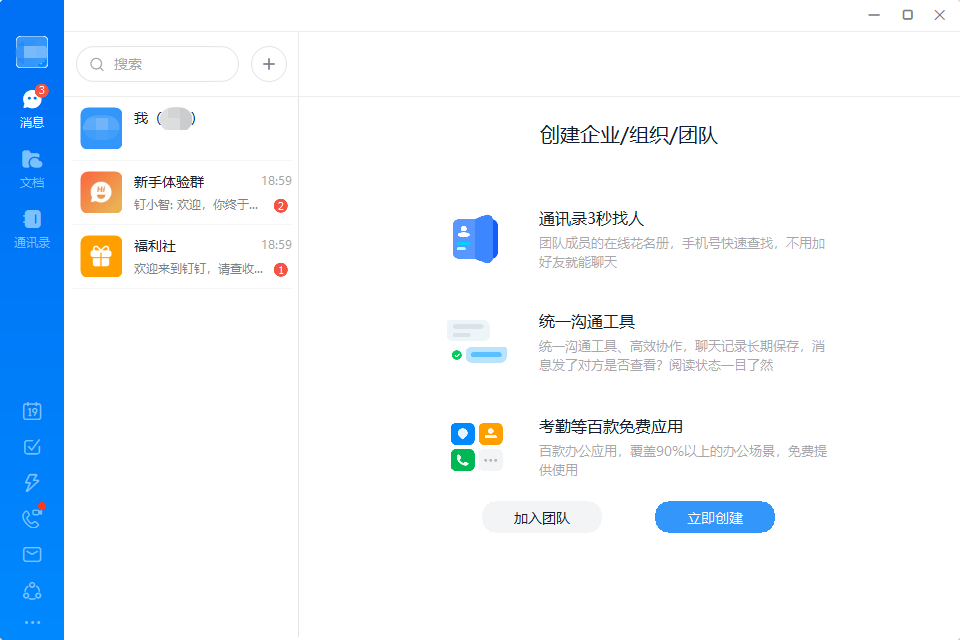 搜索
3
消息
文档
通讯录
19
我（ ）
新手体验群 18:59
钉小智: 欢迎，你终于... 2
福利社 18:59
欢迎来到钉钉，请查收... 1
Hi
创建企业/组织/团队
通讯录3秒找人
团队成员的在线花名册，手机号快速查找，不用加
好友就能聊天
统一沟通工具
统一沟通工具、高效协作，聊天记录长期保存，消
息发了对方是否查看？阅读状态一目了然
考勤等百款免费应用
百款办公应用，覆盖90%以上的办公场景，免费提
供使用
加入团队
立即创建